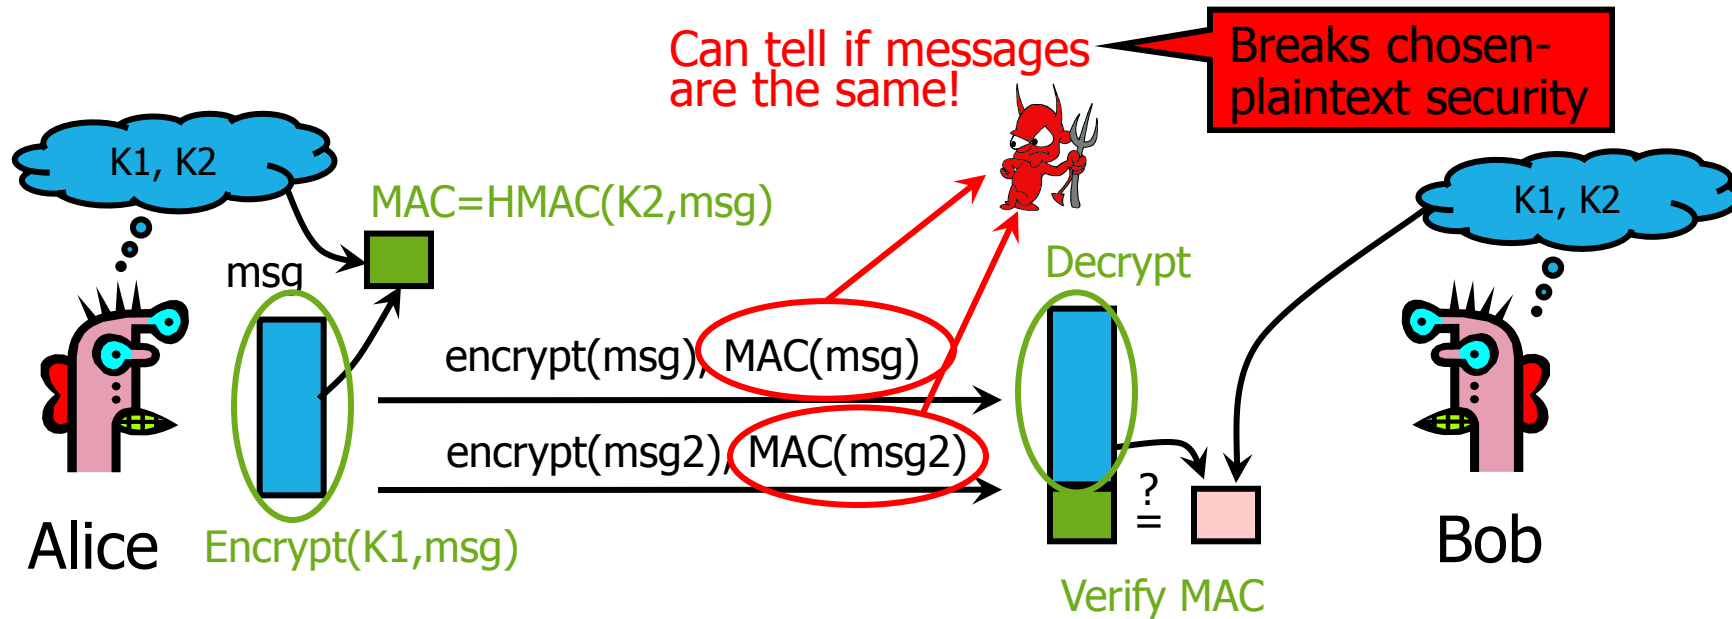 Can tell if messages
are the same!
Breaks chosen-
plaintext security
K1, K2
MAC=HMAC(K2,msg)
K1, K2
msg
Decrypt
encrypt(msg), MAC(msg)
encrypt(msg2), MAC(msg2)
?
=
Alice
Encrypt(K1,msg)
Bob
Verify MAC